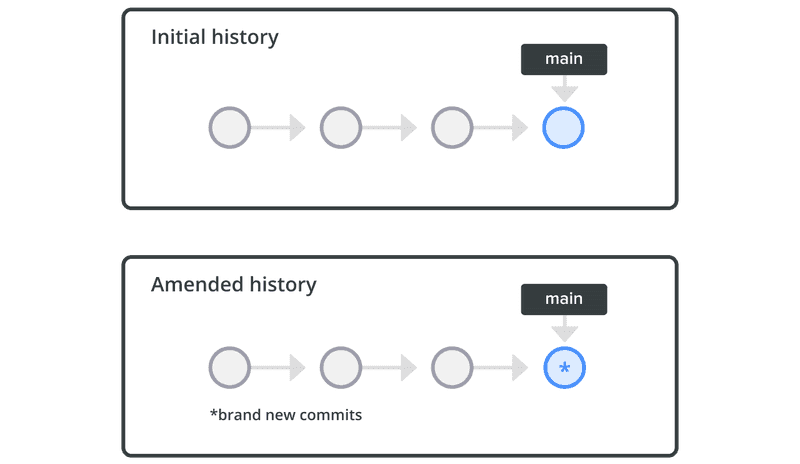 Initial history
main
Amended history
main
*
*brand new commits